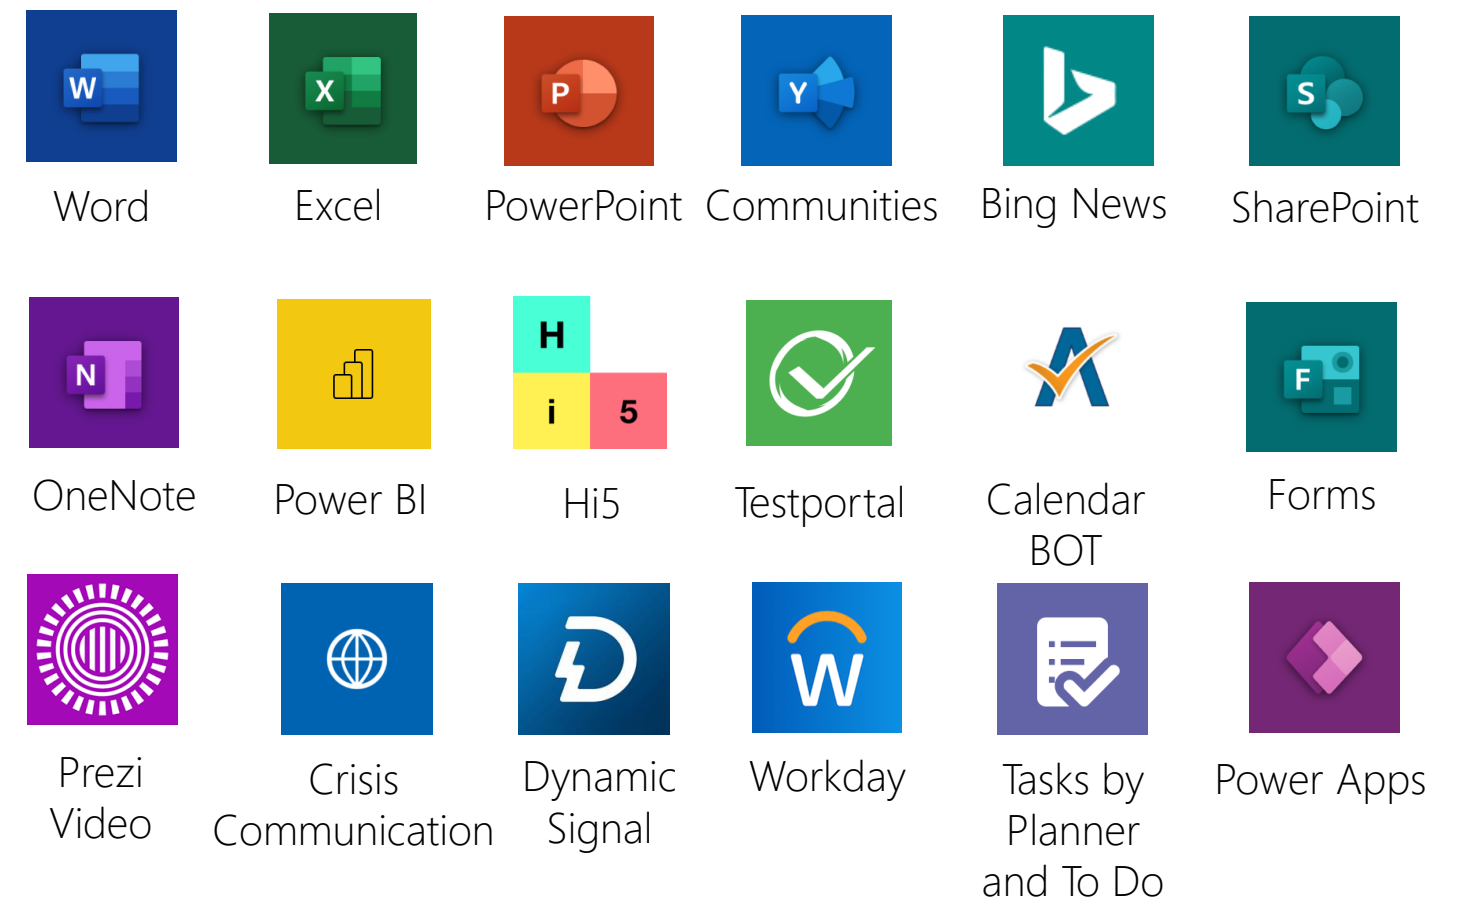 W
X
P
Y
S
Word
Excel
PowerPoint
Communities
Bing News
SharePoint
N
H
i
5
F
OneNote
Power BI
Hi5
Testportal
Calendar
BOT
Forms
D
W
Prezi
Video
Crisis
Communication
Dynamic
Signal
Workday
Tasks by
Planner
and To Do
Power Apps